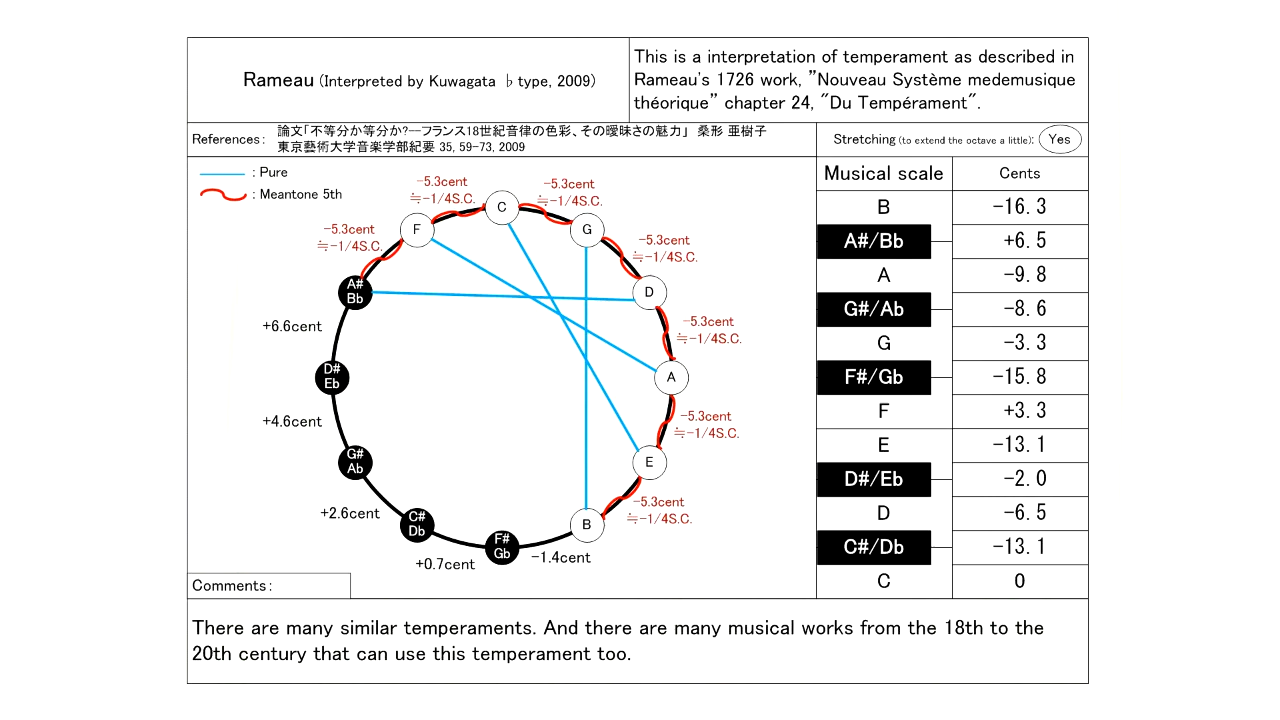 Rameau (Interpreted by Kuwagata ♭type, 2009)
This is a interpretation of temperament as described in
Rameau's 1726 work, ”Nouveau Système medemusique
théorique” chapter 24, "Du Tempérament".
References:
論文「不等分か等分か?--フランス18世紀音律の色彩、その曖昧さの魅力」 桑形 亜樹子
東京藝術大学音楽学部紀要 35, 59-73, 2009
Stretching (to extend the octave a little): Yes
: Pure
: Meantone 5th
-5.3cent
≒-1/4S.C.
-5.3cent
≒-1/4S.C.
-5.3cent
≒-1/4S.C.
-5.3cent
≒-1/4S.C.
-5.3cent
≒-1/4S.C.
-5.3cent
≒-1/4S.C.
-5.3cent
≒-1/4S.C.
C
G
D
A
E
B
F#
Gb
C#
Db
G#
Ab
D#
Eb
A#
Bb
F
+6.6cent
+4.6cent
+2.6cent
+0.7cent
-1.4cent
Musical scale Cents
B -16.3
A#/Bb +6.5
A -9.8
G#/Ab -8.6
G -3.3
F#/Gb -15.8
F +3.3
E -13.1
D#/Eb -2.0
D -6.5
C#/Db -13.1
C 0
Comments:
There are many similar temperaments. And there are many musical works from the 18th to the
20th century that can use this temperament too.